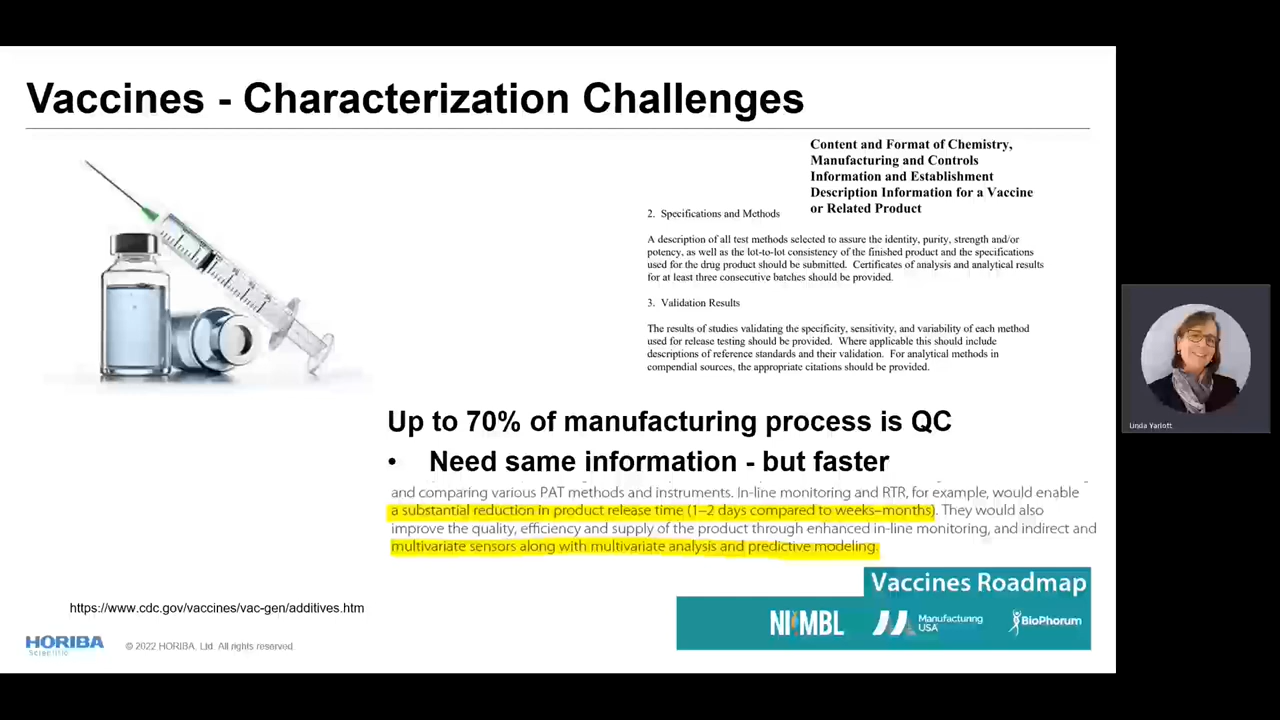 Vaccines - Characterization Challenges
Content and Format of Chemistry,
Manufacturing and Controls
Information and Establishment
Description Information for a Vaccine
or Related Product
2. Specifications and Methods
A description of all test methods selected to assure the identity, purity, strength and/or
potency, as well as the lot-to-lot consistency of the finished product and the specifications
used for the drug product should be submitted. Certificates of analysis and analytical results
for at least three consecutive batches should be provided.
3. Validation Results
The results of studies validating the specificity, sensitivity, and variability of each method
used for release testing should be provided. Where applicable this should include
descriptions of reference standards and their validation. For analytical methods in
compendial sources, the appropriate citations should be provided.
Up to 70% of manufacturing process is QC
• Need same information - but faster
and comparing various PAT methods and instruments. In-line monitoring and RTR, for example, would enable
a substantial reduction in product release time (1–2 days compared to weeks–months). They would also
improve the quality, efficiency and supply of the product through enhanced in-line monitoring, and indirect and
multivariate sensors along with multivariate analysis and predictive modeling.
Vaccines Roadmap
NIIMBL
Manufacturing
USA
BioPhorum
https://www.cdc.gov/vaccines/vac-gen/additives.htm
HORIBA
Scientific
© 2022 HORIBA, Ltd. All rights reserved.
Linda Yarlott